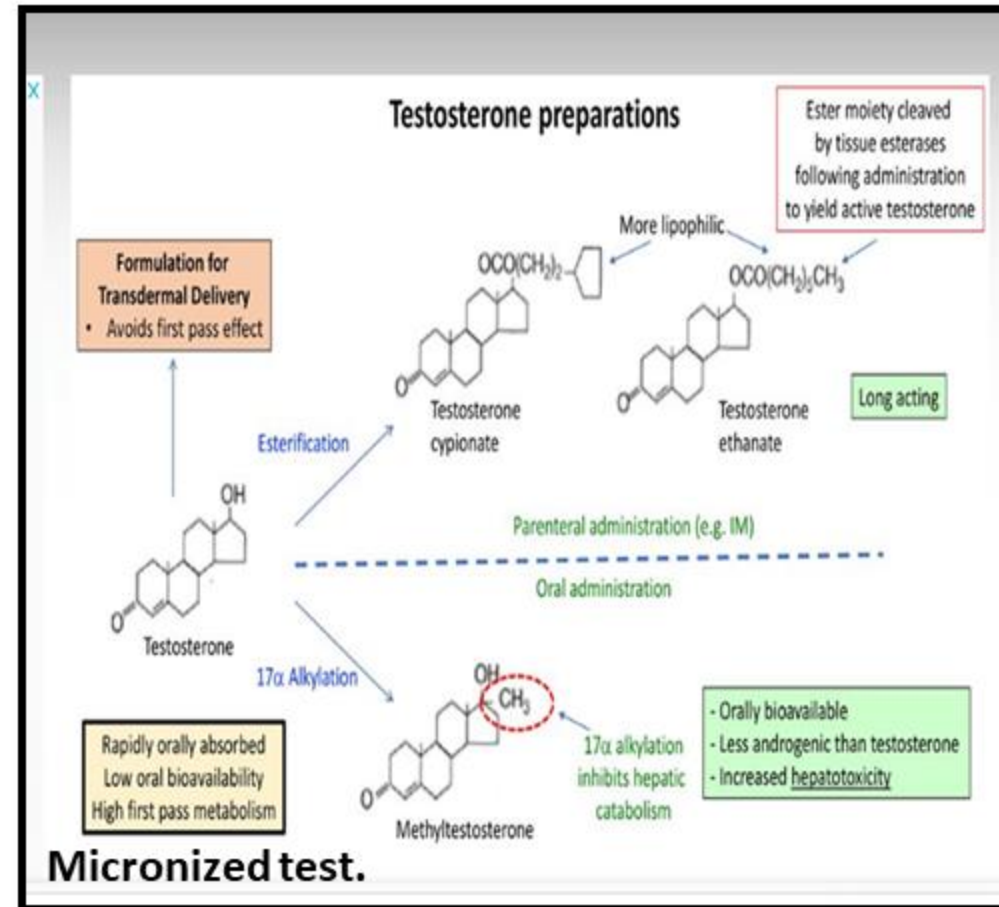 X
Testosterone preparations
Ester moiety cleaved
by tissue esterases
following administration
to yield active testosterone
More lipophilic
Formulation for
Transdermal Delivery
• Avoids first pass effect
OCO(CH₂)₂
OCO(CH₂)₅CH₃
O
Testosterone
cypionate
O
Testosterone
ethanate
Long acting
Esterification
OH
O
Testosterone
Parenteral administration (e.g. IM)
Oral administration
17α Alkylation
OH
CH₃
O
Methyltestosterone
17α alkylation
inhibits hepatic
catabolism
- Orally bioavailable
- Less androgenic than testosterone
- Increased hepatotoxicity
Rapidly orally absorbed
Low oral bioavailability
High first pass metabolism
Micronized test.